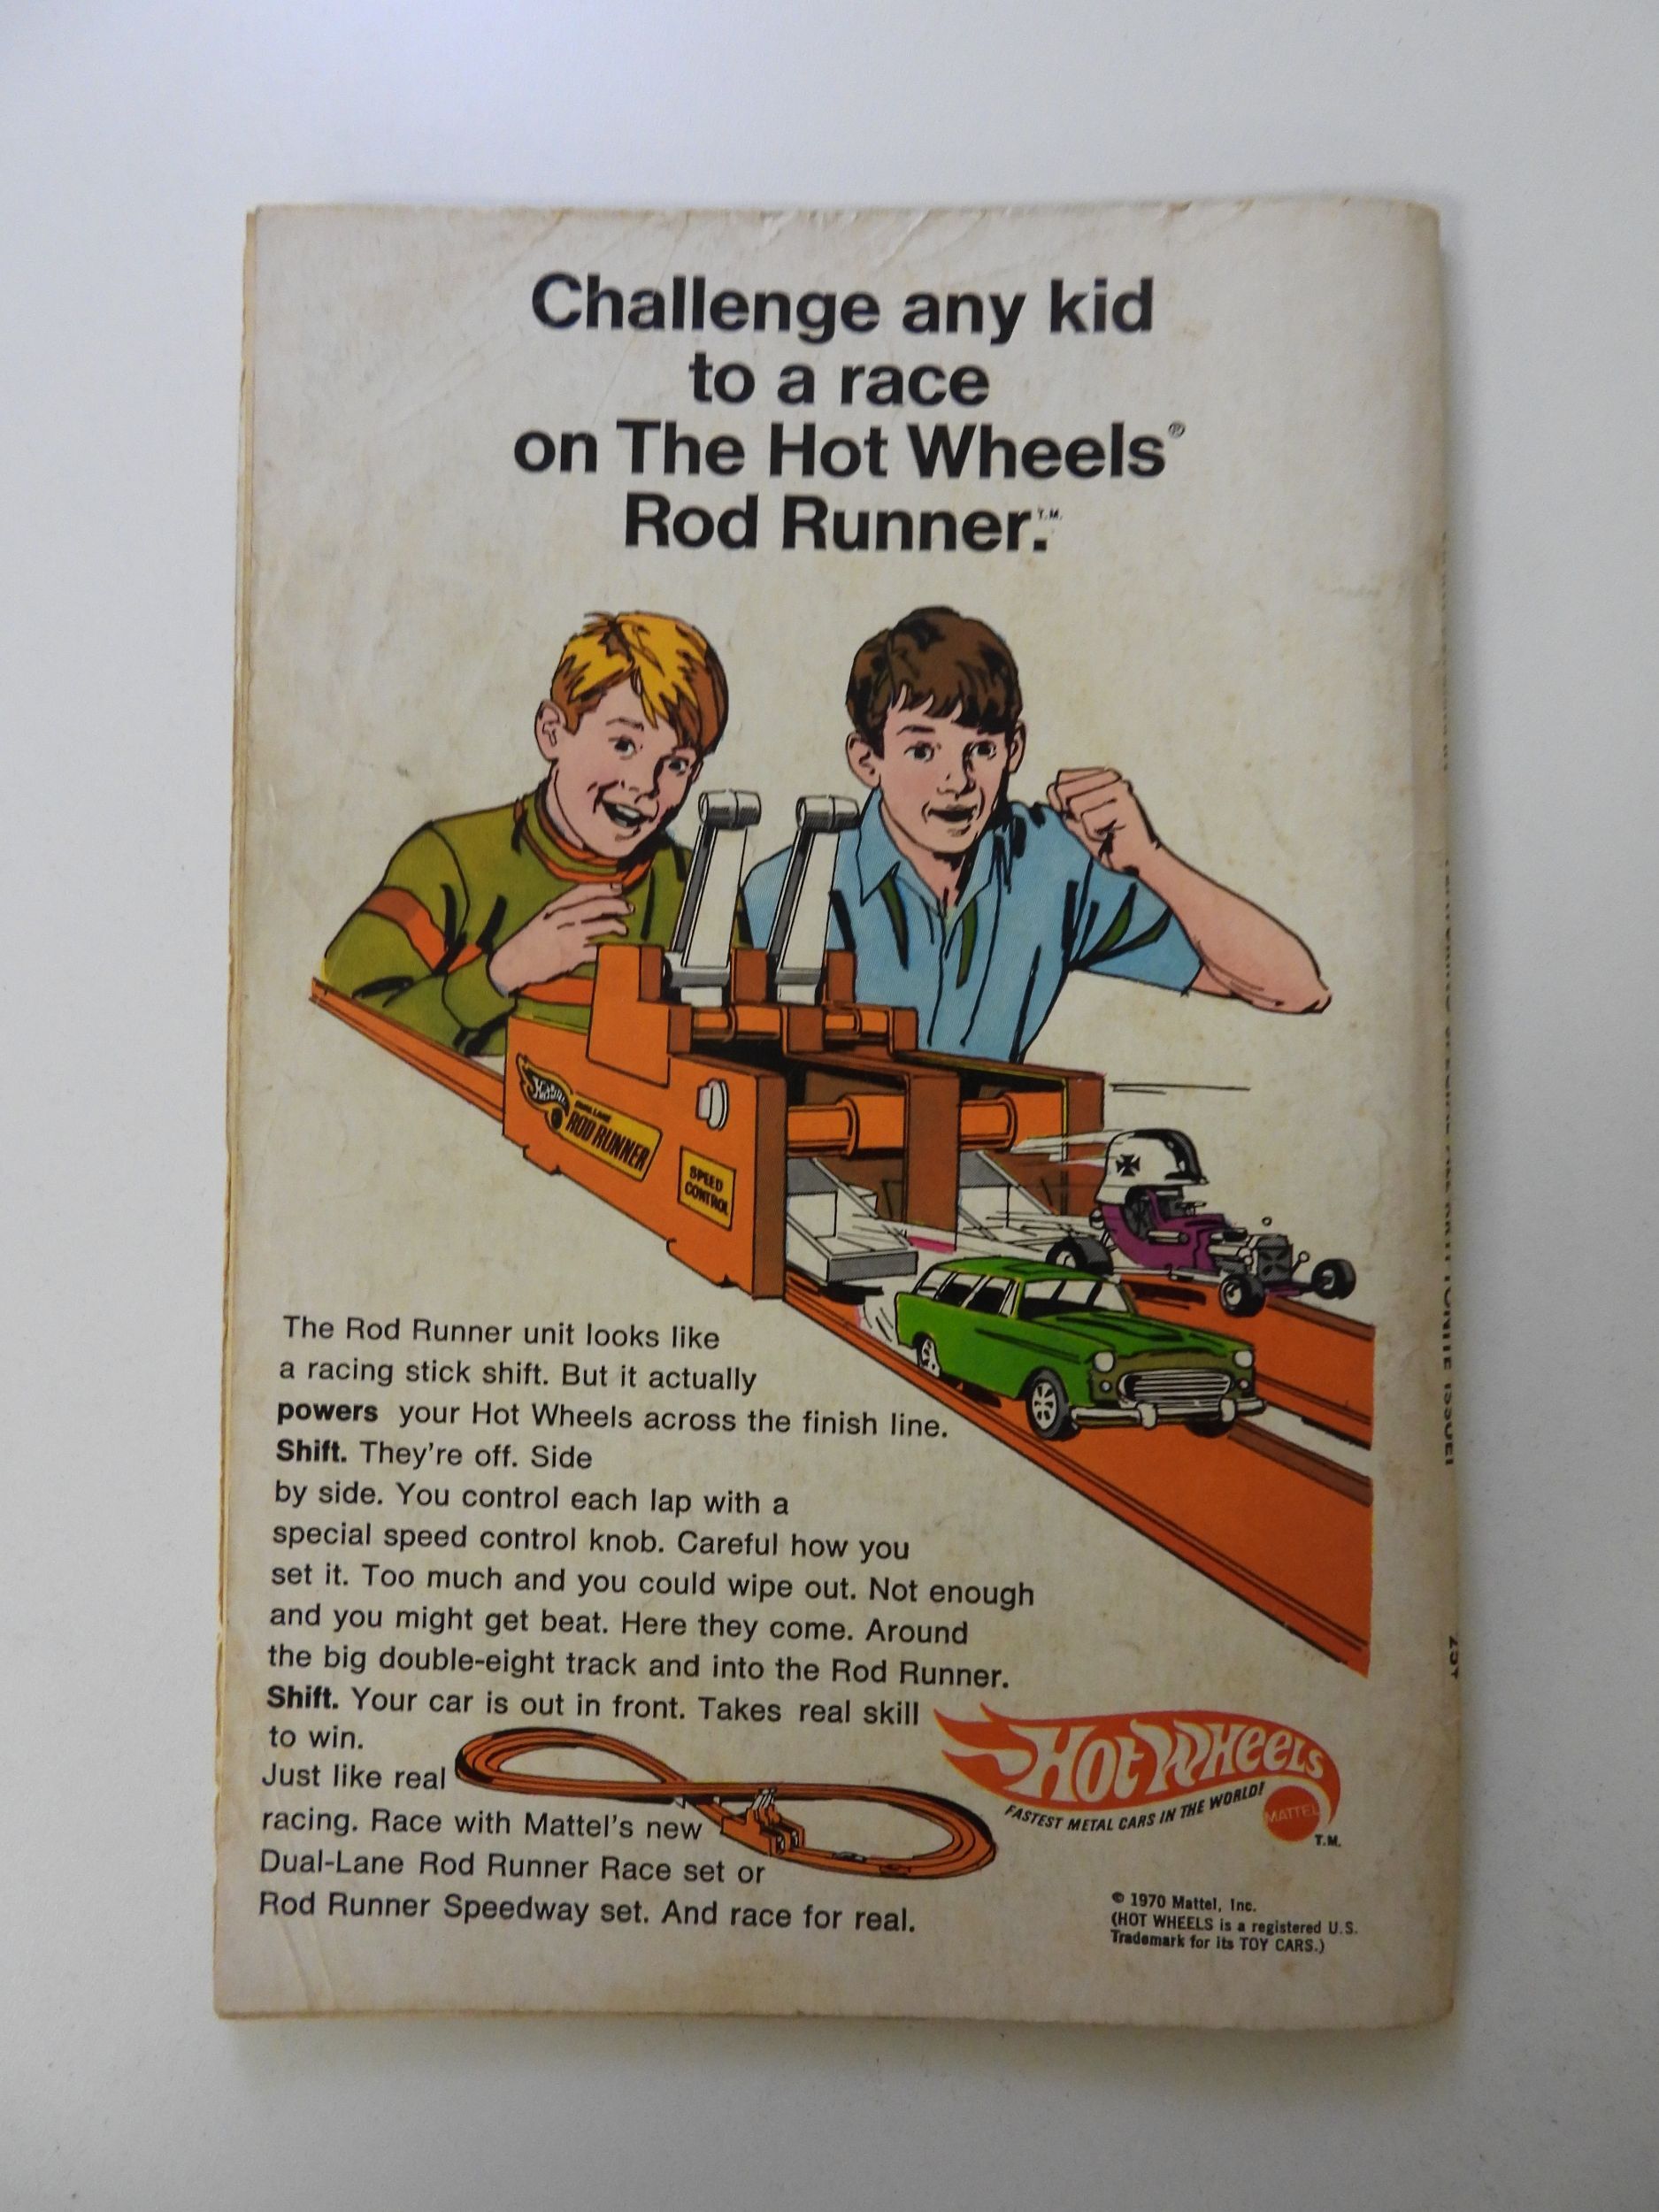 Challenge any kid
to a race
on The Hot Wheels®
Rod Runner.T.M.
DUAL LANE
ROD RUNNER
SPEED
CONTROL
The Rod Runner unit looks like
a racing stick shift. But it actually
powers your Hot Wheels across the finish line.
Shift. They're off. Side
by side. You control each lap with a
special speed control knob. Careful how you
set it. Too much and you could wipe out. Not enough
and you might get beat. Here they come. Around
the big double-eight track and into the Rod Runner.
Shift. Your car is out in front. Takes real skill
to win.
Just like real
racing. Race with Mattel's new
Dual-Lane Rod Runner Race set or
Rod Runner Speedway set. And race for real.
HOT WHEELS
FASTEST METAL CARS IN THE WORLD!
MATTEL
T.M.
© 1970 Mattel, Inc.
(HOT WHEELS is a registered U.S.
Trademark for its TOY CARS.)